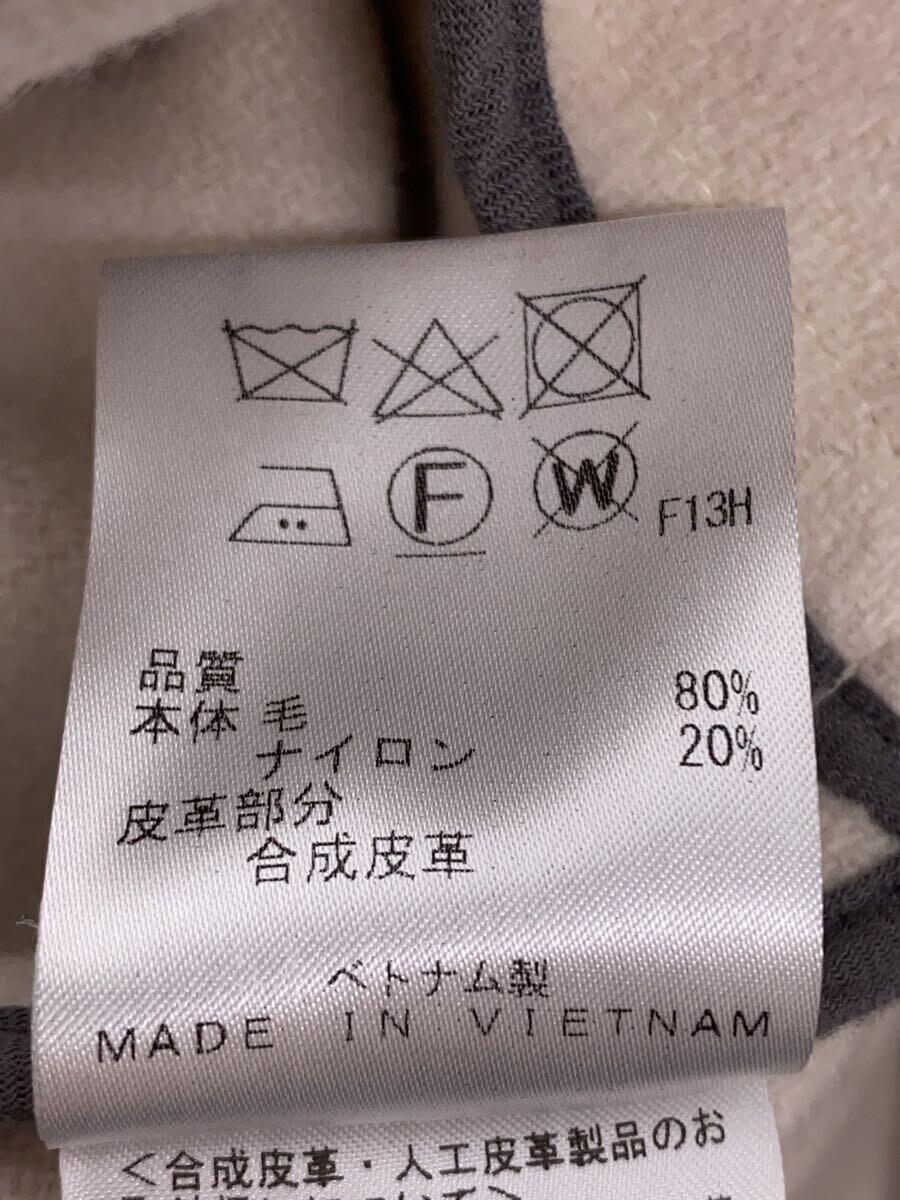 F W F13H
品質
本体 毛 80%
ナイロン 20%
皮革部分
合成皮革
ベトナム製
MADE IN VIETNAM
<合成皮革・人工皮革製品のお